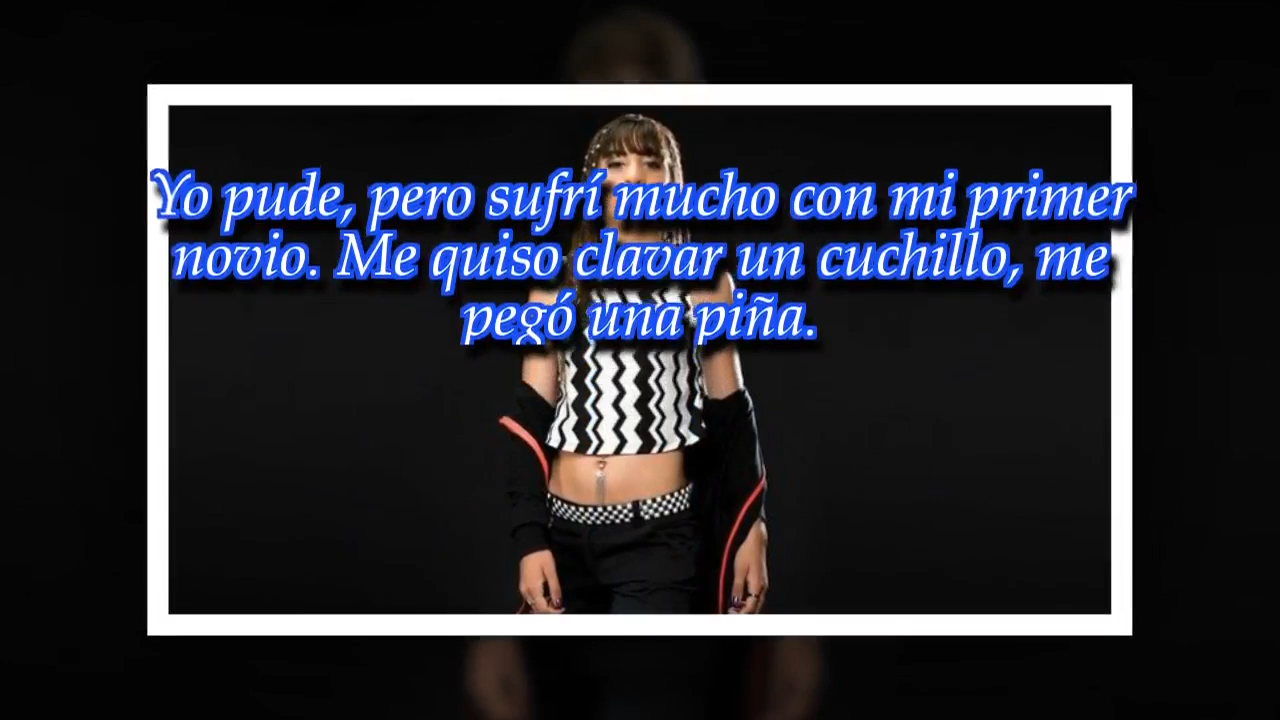 Yo pude, pero sufrí mucho con mi primer
novio. Me quiso clavar un cuchillo, me
pegó una piña.